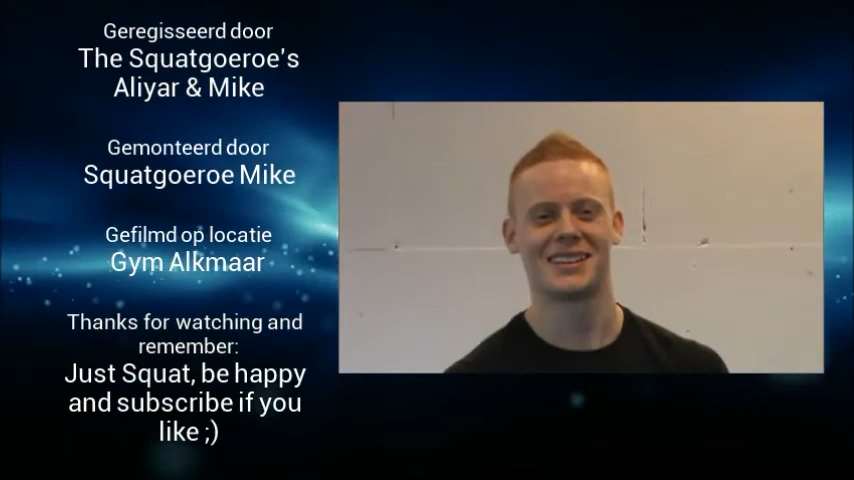 Geregisseerd door
The Squatgoeroe's
Aliyar & Mike
Gemonteerd door
Squatgoeroe Mike
Gefilmd op locatie
Gym Alkmaar
Thanks for watching and
remember:
Just Squat, be happy
and subscribe if you
like ;)